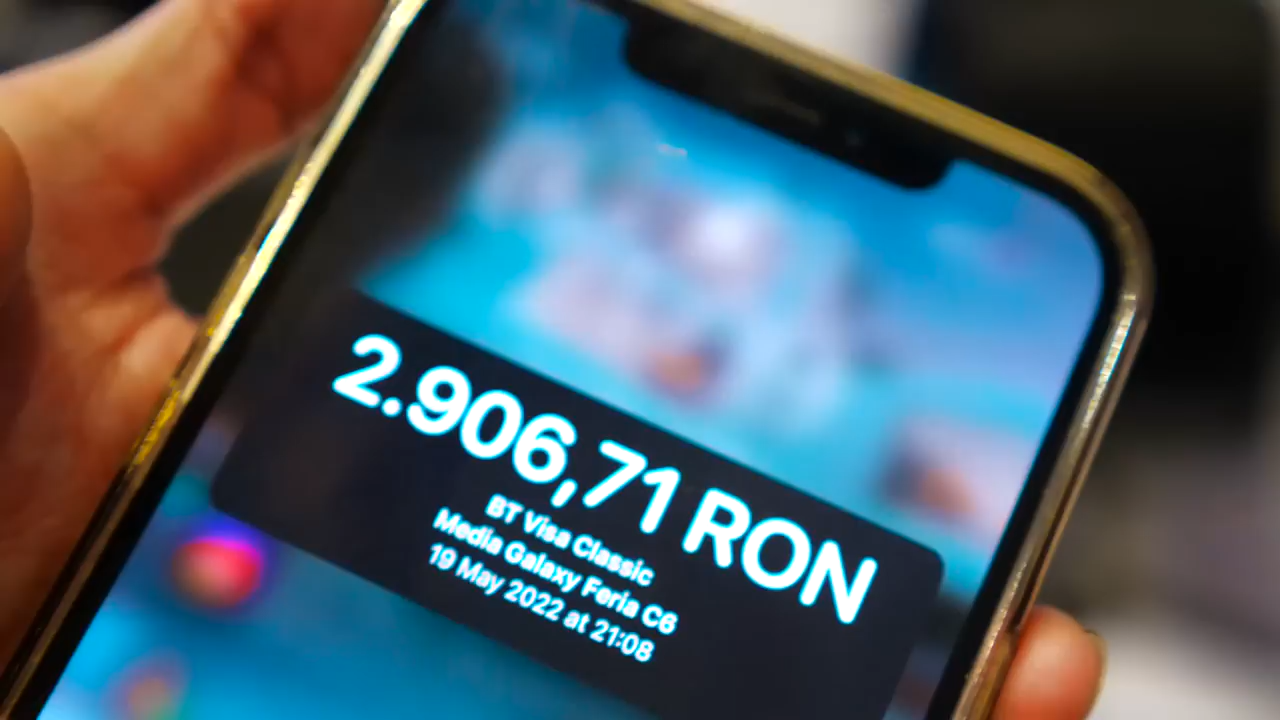 2.906,71 RON
BT Visa Classic
Media Galaxy Feria C6
19 May 2022 at 21:08